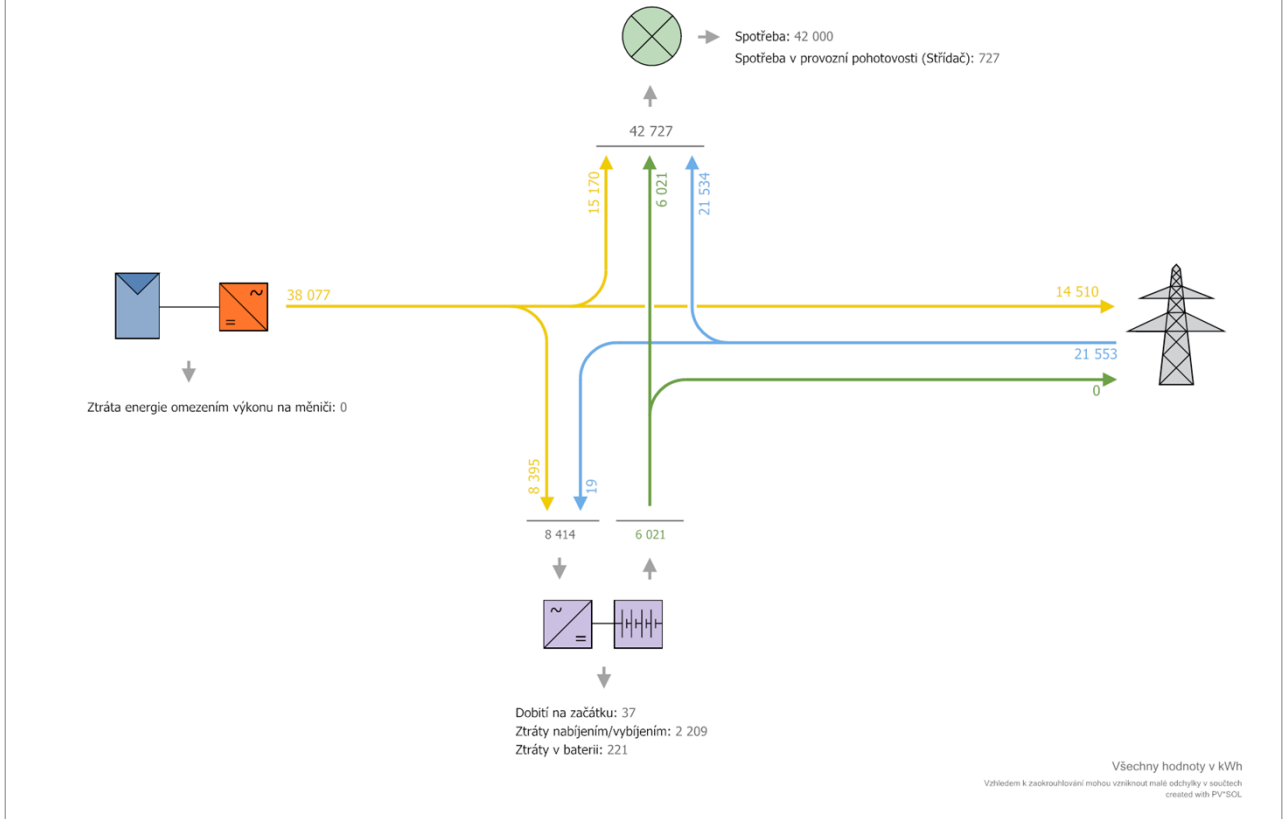 Spotřeba: 42 000
Spotřeba v provozní pohotovosti (Střídač): 727
42 727
15 170
6 021
21 534
38 077
14 510
21 553
0
Ztráta energie omezením výkonu na měniči: 0
8 395
19
8 414
6 021
Dobití na začátku: 37
Ztráty nabíjením/vybíjením: 2 209
Ztráty v baterii: 221
Všechny hodnoty v kWh
Vzhledem k zaokrouhlování mohou vzniknout malé odchylky v součtech
created with PV*SOL